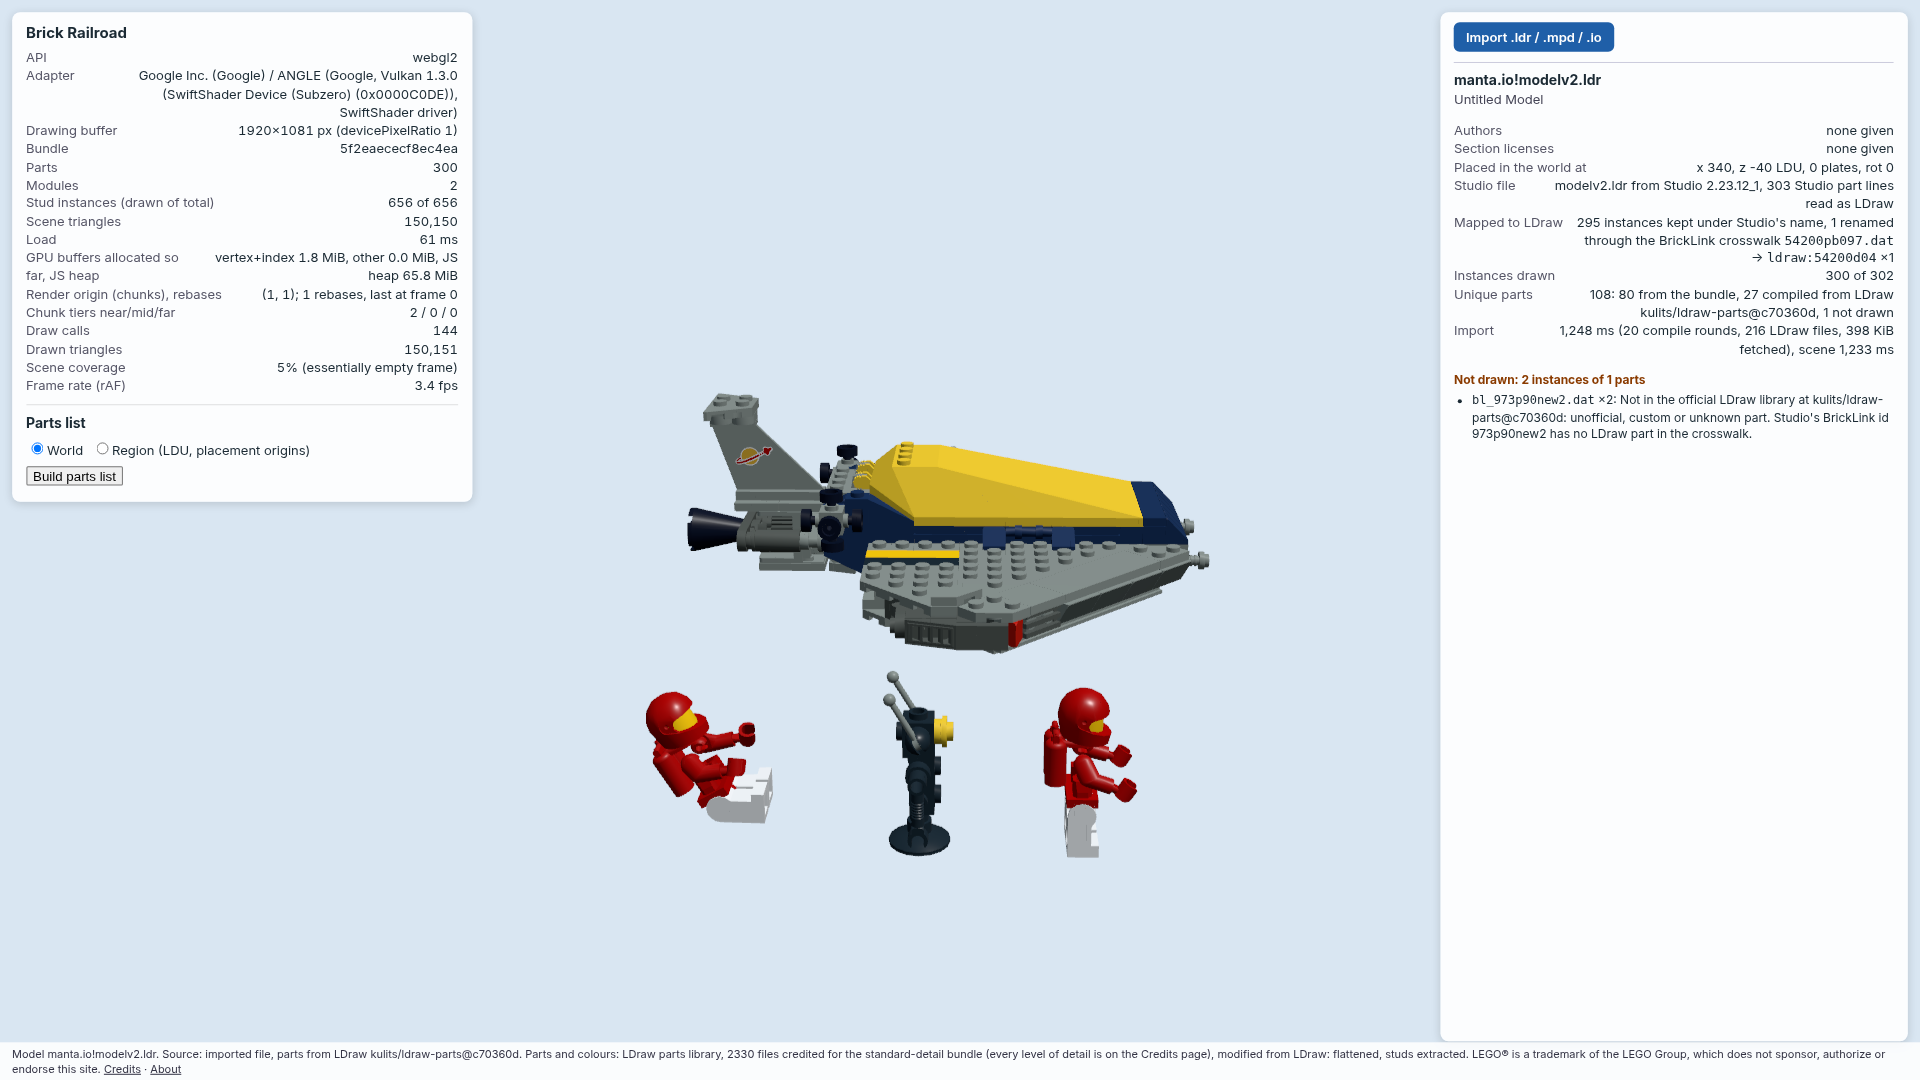 Brick Railroad
API webgl2
Adapter Google Inc. (Google) / ANGLE (Google, Vulkan 1.3.0
(SwiftShader Device (Subzero) (0x0000C0DE)),
SwiftShader driver)
Drawing buffer 1920×1081 px (devicePixelRatio 1)
Bundle 5f2eaececf8ec4ea
Parts 300
Modules 2
Stud instances (drawn of total) 656 of 656
Scene triangles 150,150
Load 61 ms
GPU buffers allocated so vertex+index 1.8 MiB, other 0.0 MiB, JS
far, JS heap heap 65.8 MiB
Render origin (chunks), rebases (1, 1); 1 rebases, last at frame 0
Chunk tiers near/mid/far 2 / 0 / 0
Draw calls 144
Drawn triangles 150,151
Scene coverage 5% (essentially empty frame)
Frame rate (rAF) 3.4 fps
Parts list
World Region (LDU, placement origins)
Build parts list
Import .ldr / .mpd / .io
manta.io!modelv2.ldr
Untitled Model
Authors none given
Section licenses none given
Placed in the world at x 340, z -40 LDU, 0 plates, rot 0
Studio file modelv2.ldr from Studio 2.23.12_1, 303 Studio part lines
read as LDraw
Mapped to LDraw 295 instances kept under Studio's name, 1 renamed
through the BrickLink crosswalk 54200pb097.dat
→ ldraw:54200d04 ×1
Instances drawn 300 of 302
Unique parts 108: 80 from the bundle, 27 compiled from LDraw
kulits/ldraw-parts@c70360d, 1 not drawn
Import 1,248 ms (20 compile rounds, 216 LDraw files, 398 KiB
fetched), scene 1,233 ms
Not drawn: 2 instances of 1 parts
• bl_973p90new2.dat ×2: Not in the official LDraw library at kulits/ldraw-
parts@c70360d: unofficial, custom or unknown part. Studio's BrickLink id
973p90new2 has no LDraw part in the crosswalk.
Model manta.io!modelv2.ldr. Source: imported file, parts from LDraw kulits/ldraw-parts@c70360d. Parts and colours: LDraw parts library, 2330 files credited for the standard-detail bundle (every level of detail is on the Credits page), modified from LDraw: flattened, studs extracted. LEGO® is a trademark of the LEGO Group, which does not sponsor, authorize or
endorse this site. Credits · About